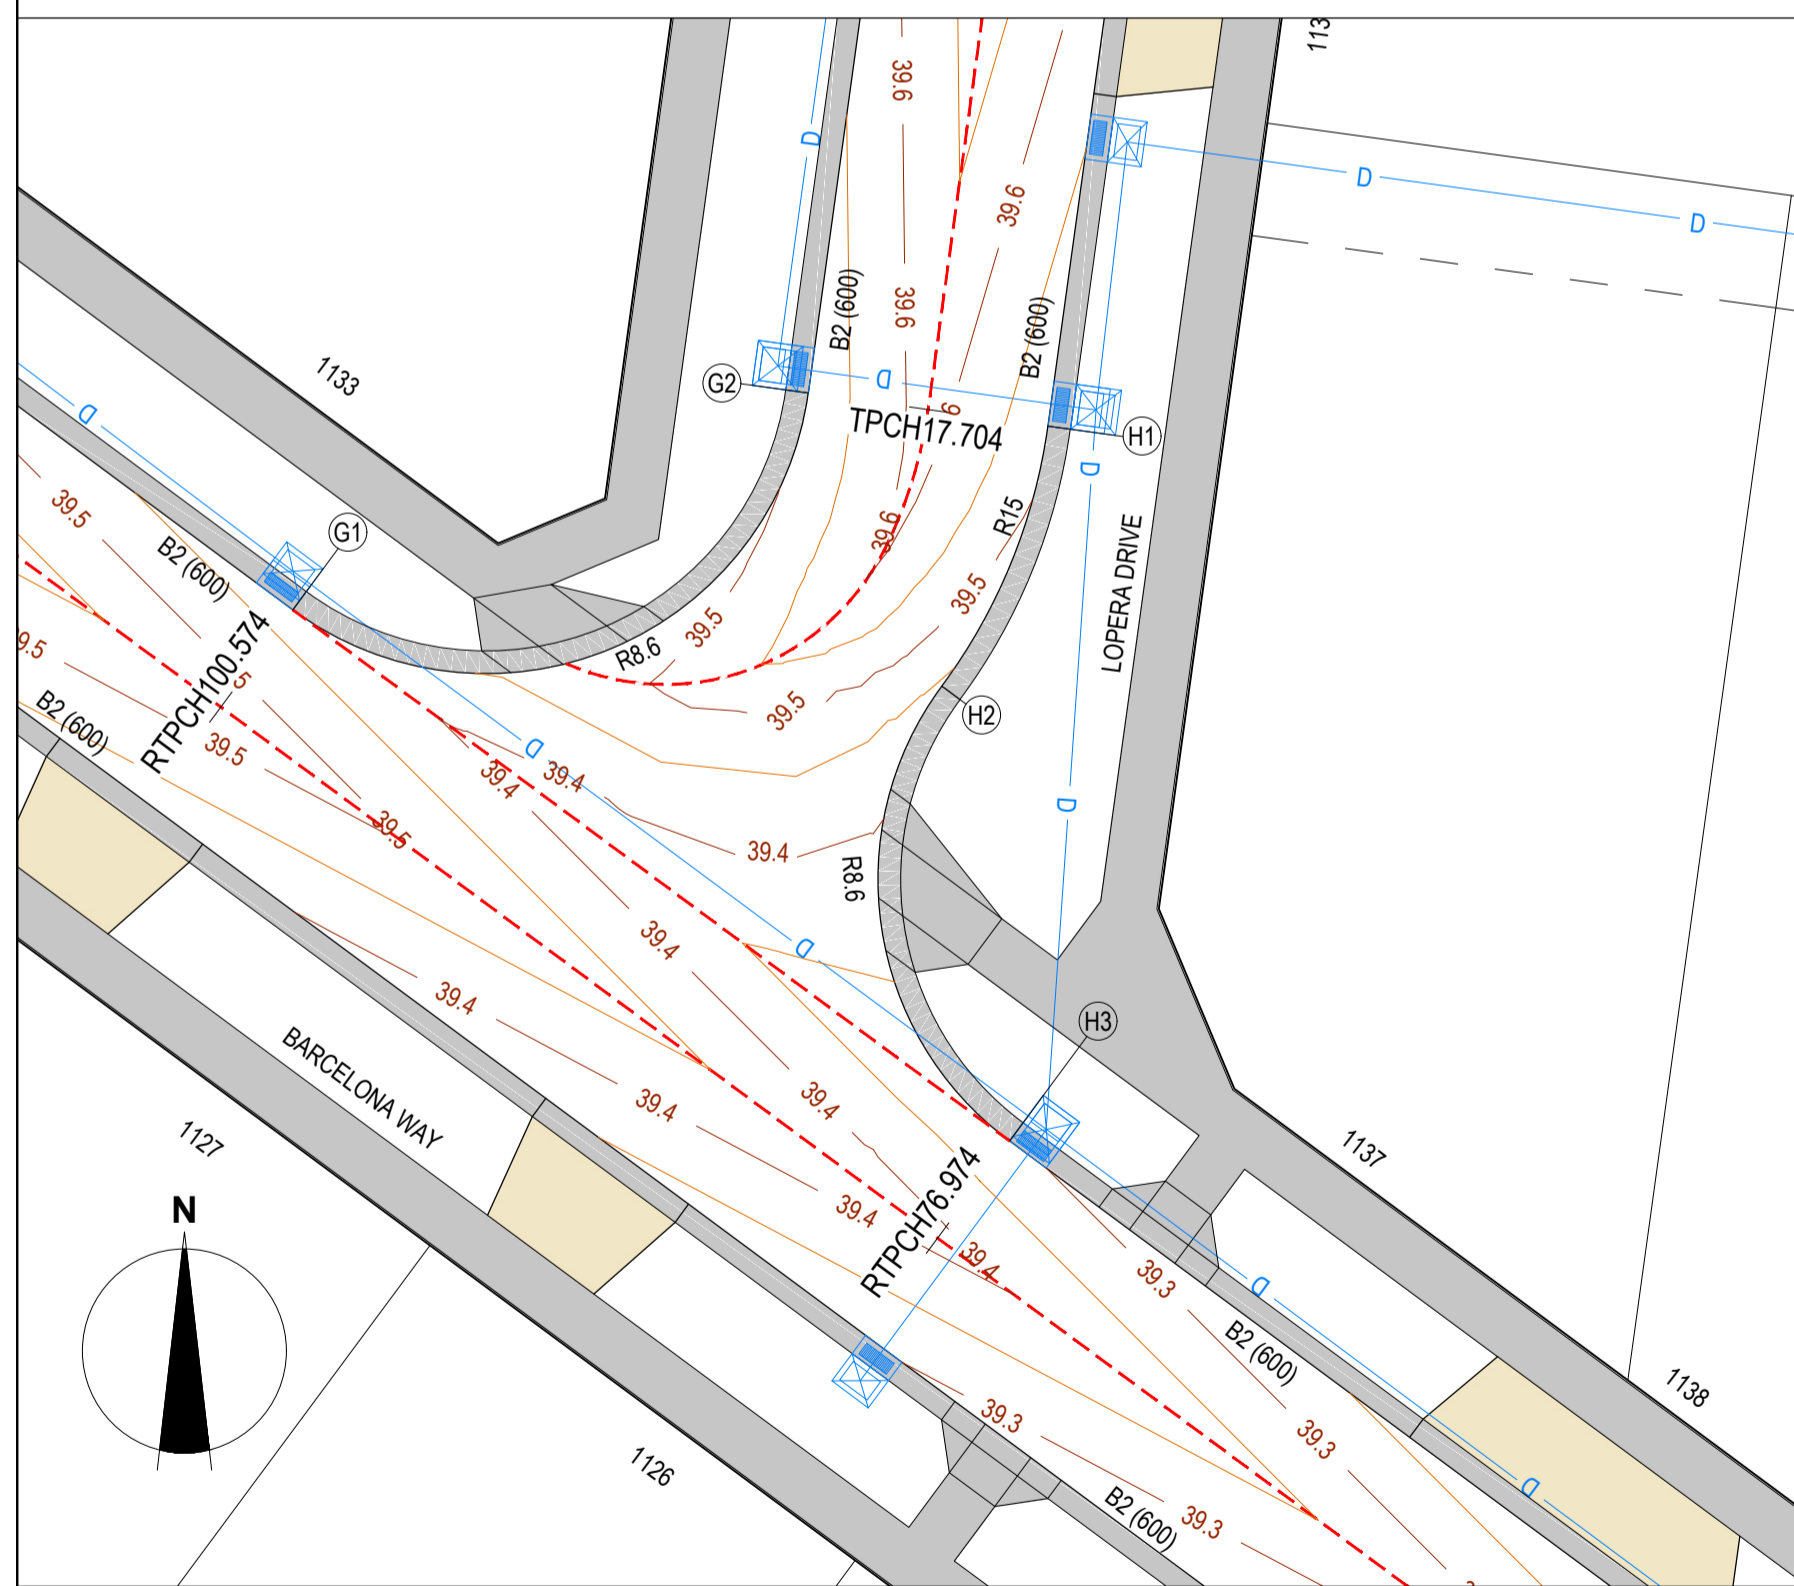 113
39.6
D
D
39.6
D
39.6
B2 (600)
B2 (600)
1133
G2
D
TPCH17.704
H1
D
D
39.5
G1
R15
39.6
B2 (600)
LOPERA DRIVE
39.5
39.5
R8.6
RTPCH100.574
B2 (600)
39.5
39.5
H2
D
39.4
39.4
D
39.5
39.4
R8.6
39.4
D
39.4
H3
BARCELONA WAY
39.4
39.4
1127
1137
N
RTPCH76.974
39.4
39.4
39.3
D
B2 (600)
1138
39.3
39.3
1126
D
B2 (600)
39.3